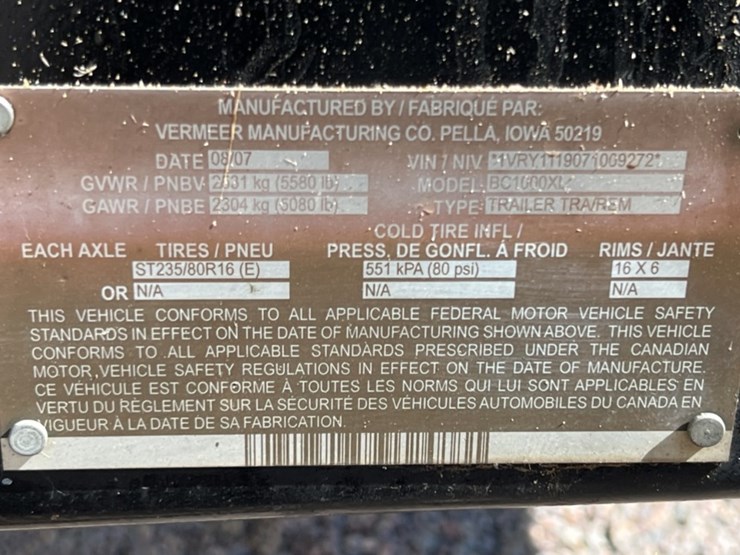 MANUFACTURED BY / FABRIQUÉ PAR:
VERMEER MANUFACTURING CO. PELLA, IOWA 50219
DATE 08/07 VIN / NIV *1VRY1119071069272*
GVWR / PNBV 2531 kg (5580 lb) MODEL BC1000XL
GAWR / PNBE 2304 kg (5080 lb) TYPE TRAILER TRA/REM
COLD TIRE INFL /
EACH AXLE TIRES / PNEU PRESS. DE GONFL. Á FROID RIMS / JANTE
ST235/80R16 (E) 551 kPA (80 psi) 16 X 6
OR N/A N/A N/A
THIS VEHICLE CONFORMS TO ALL APPLICABLE FEDERAL MOTOR VEHICLE SAFETY
STANDARDS IN EFFECT ON THE DATE OF MANUFACTURING SHOWN ABOVE. THIS VEHICLE
CONFORMS TO ALL APPLICABLE STANDARDS PRESCRIBED UNDER THE CANADIAN
MOTOR VEHICLE SAFETY REGULATIONS IN EFFECT ON THE DATE OF MANUFACTURE.
CE VÉHICULE EST CONFORME À TOUTES LES NORMS QUI LUI SONT APPLICABLES EN
VERTU DU RÈGLEMENT SUR LA SÉCURITÉ DES VÉHICULES AUTOMOBILES DU CANADA EN
VIGUEUR À LA DATE DE SA FABRICATION.